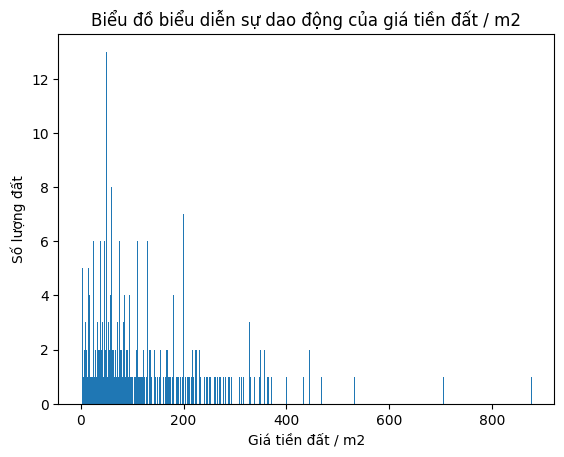 Biểu đồ biểu diễn sự dao động của giá tiền đất / m2
Số lượng đất
12
10
8
6
4
2
0
0 200 400 600 800
Giá tiền đất / m2